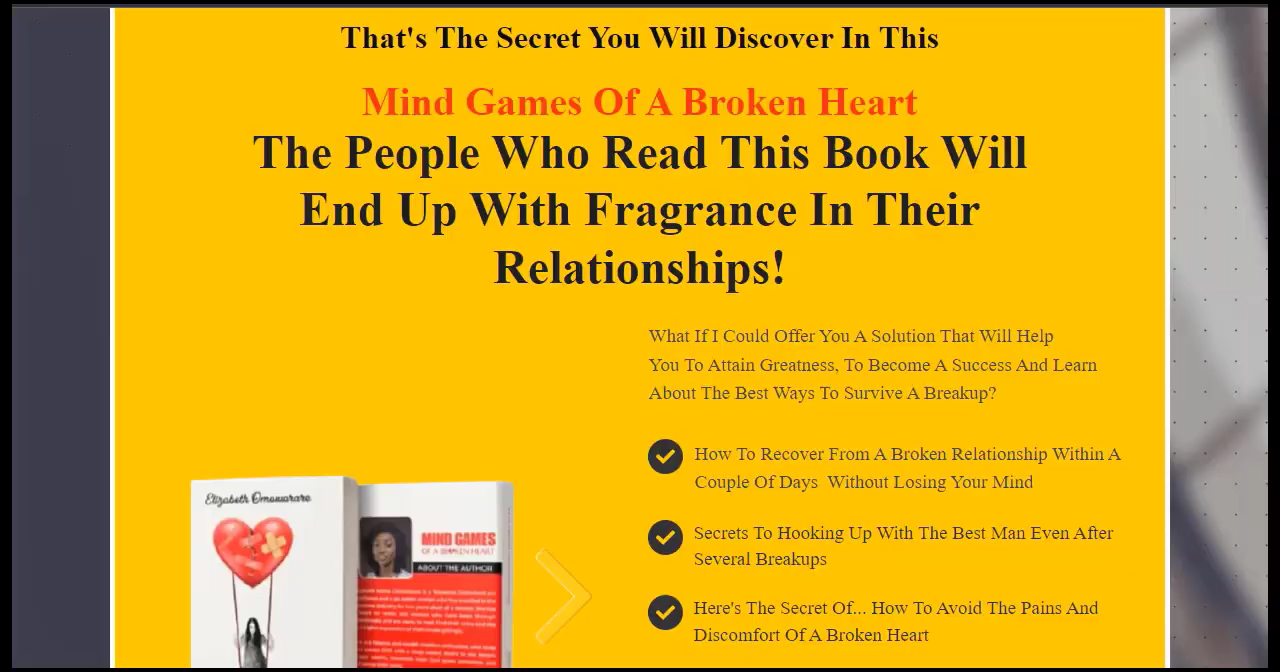 That's The Secret You Will Discover In This
Mind Games Of A Broken Heart
The People Who Read This Book Will
End Up With Fragrance In Their
Relationships!
What If I Could Offer You A Solution That Will Help
You To Attain Greatness, To Become A Success And Learn
About The Best Ways To Survive A Breakup?
How To Recover From A Broken Relationship Within A
Couple Of Days  Without Losing Your Mind
Secrets To Hooking Up With The Best Man Even After
Several Breakups
Here's The Secret Of... How To Avoid The Pains And
Discomfort Of A Broken Heart
Elizabeth Omowarare
MIND GAMES
OF A BROKEN HEART
ABOUT THE AUTHOR